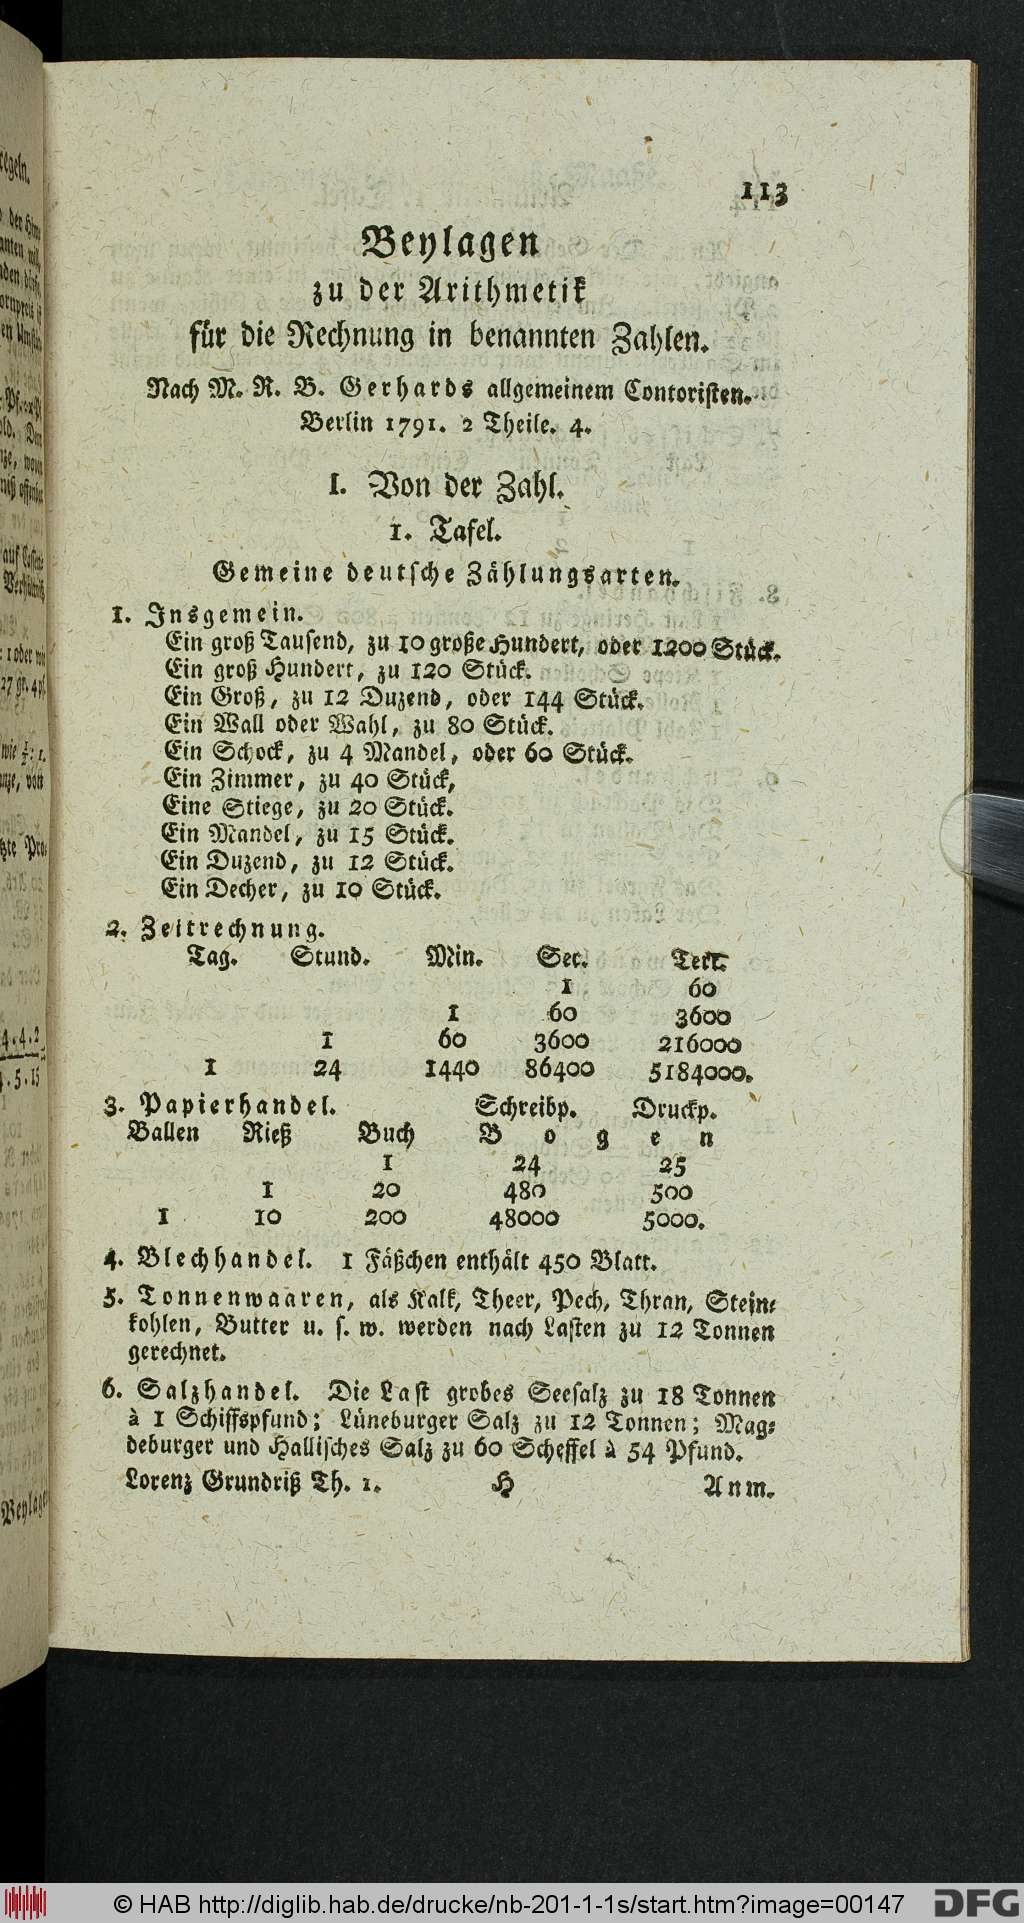 113
Beylagen
zu der Arithmetik
für die Rechnung in benannten Zahlen.
Nach M. R. B. Gerhards allgemeinem Contoristen.
Berlin 1791. 2 Theile. 4.
I. Von der Zahl.
1. Tafel.
Gemeine deutsche Zählungsarten.
1. Insgemein.
Ein groß Tausend, zu 10 große Hundert, oder 1200 Stück.
Ein groß Hundert, zu 120 Stück.
Ein Groß, zu 12 Duzend, oder 144 Stück.
Ein Wall oder Wahl, zu 80 Stück.
Ein Schock, zu 4 Mandel, oder 60 Stück.
Ein Zimmer, zu 40 Stück,
Eine Stiege, zu 20 Stück.
Ein Mandel, zu 15 Stück.
Ein Duzend, zu 12 Stück.
Ein Decher, zu 10 Stück.
2. Zeitrechnung.
Tag. Stund. Min. Sec. Tert.
1 60
1 60 3600
1 60 3600 216000
1 24 1440 86400 5184000.
3. Papierhandel. Schreibp. Druckp.
Ballen Rieß Buch B o g e n
1 24 25
1 20 480 500
1 10 200 48000 5000.
4. Blechhandel. 1 Fäßchen enthält 450 Blatt.
5. Tonnenwaaren, als Kalk, Theer, Pech, Thran, Stein-
kohlen, Butter u. s. w. werden nach Lasten zu 12 Tonnen
gerechnet.
6. Salzhandel. Die Last grobes Seesalz zu 18 Tonnen
à 1 Schiffspfund; Lüneburger Salz zu 12 Tonnen; Mag-
deburger und Hallisches Salz zu 60 Scheffel à 54 Pfund.
Lorenz Grundriß Th. 1. H Anm.
© HAB http://diglib.hab.de/drucke/nb-201-1-1s/start.htm?image=00147 DFG